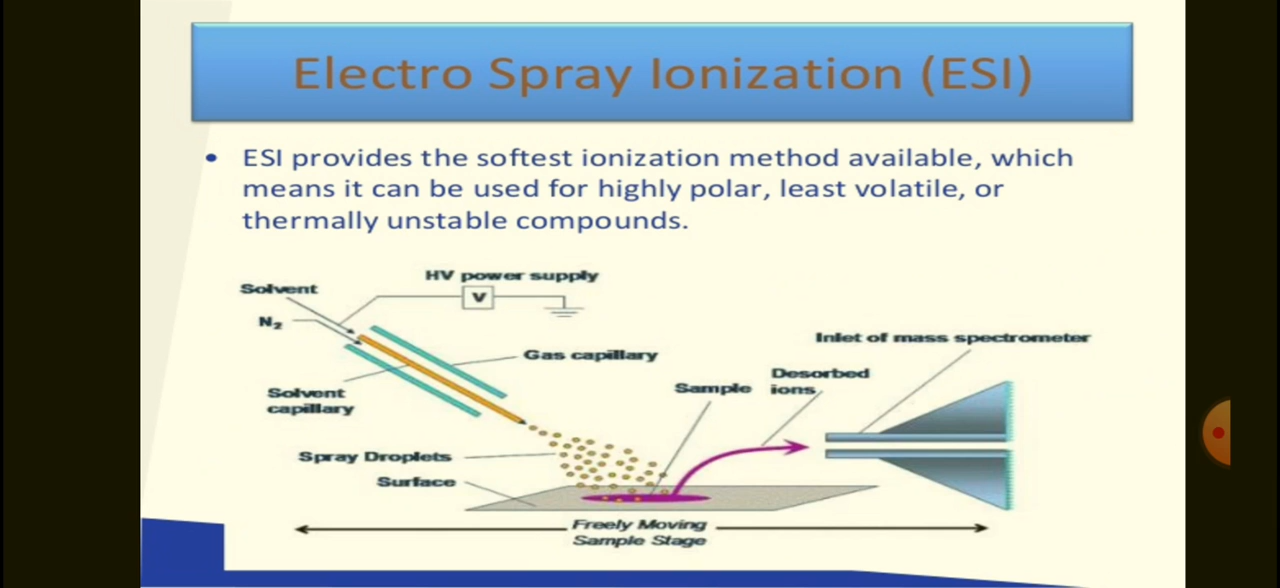 Electro Spray Ionization (ESI)
• ESI provides the softest ionization method available, which
means it can be used for highly polar, least volatile, or
thermally unstable compounds.
HV power supply
Solvent
V
N₂
Inlet of mass spectrometer
Gas capillary
Desorbed
ions
Sample
Solvent
capillary
Spray Droplets
Surface
Freely Moving
Sample Stage